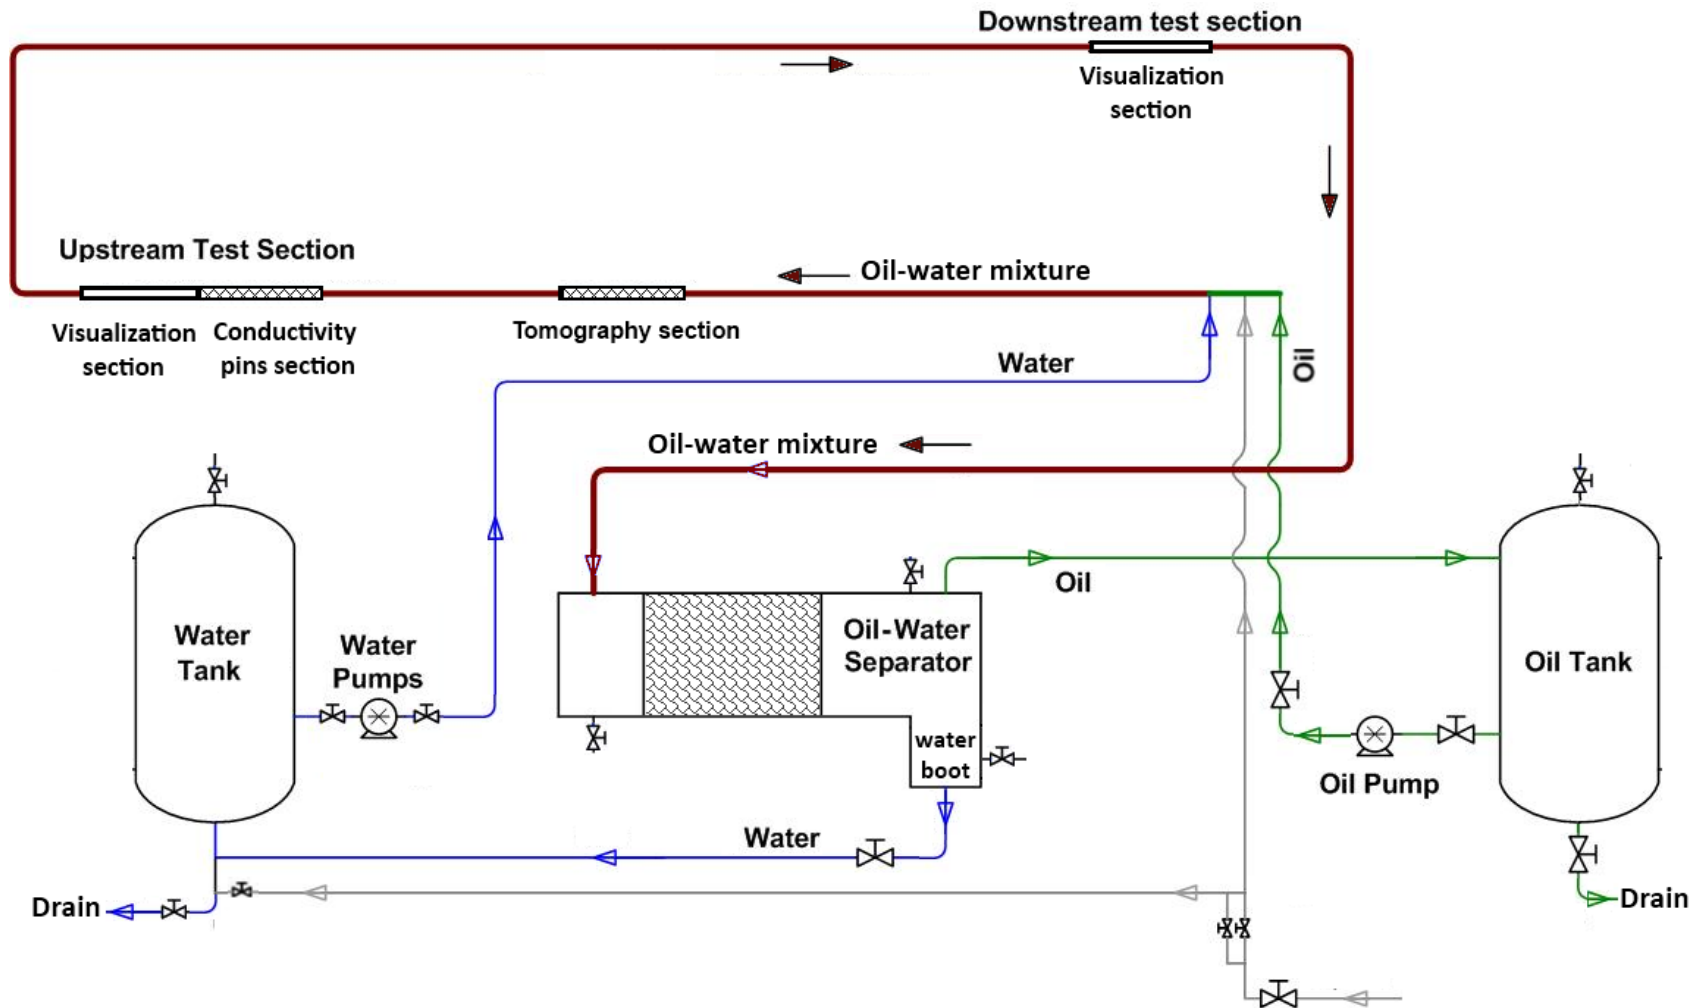 Downstream test section
Visualization
section
Upstream Test Section
Oil-water mixture
Visualization
section
Conductivity
pins section
Tomography section
Water
Oil
Oil-water mixture
Oil
Water
Tank
Water
Pumps
Oil-Water
Separator
Oil Tank
water
boot
Oil Pump
Water
Drain
Drain